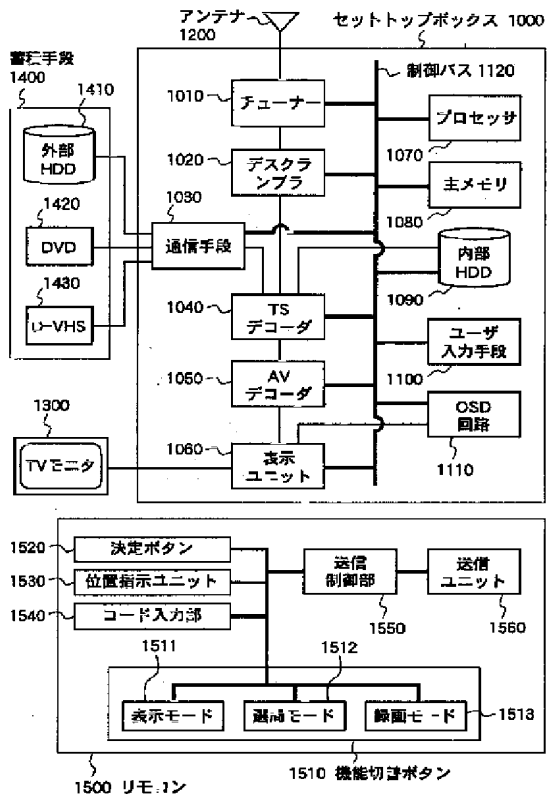 アンテナ
1200
セットトップボックス 1000
蓄積手段
1400
1410
外部
HDD
1420
DVD
1430
D-VHS
1010
チューナー
1020
デスクラ
ンブラ
1030
通信手段
1040
TS
デコーダ
1050
AV
デコーダ
1060
表示
ユニット
1300
TVモニタ
制御バス 1120
プロセッサ
1070
主メモリ
1080
内部
HDD
1090
ユーザ
入力手段
1100
OSD
回路
1110
1520
決定ボタン
1530
位置指示ユニット
1540
コード入力部
送信
制御部
1550
送信
ユニット
1560
1511
表示モード
1512
選局モード
録画モード
1513
1500 リモコン
1510 機能切替ボタン